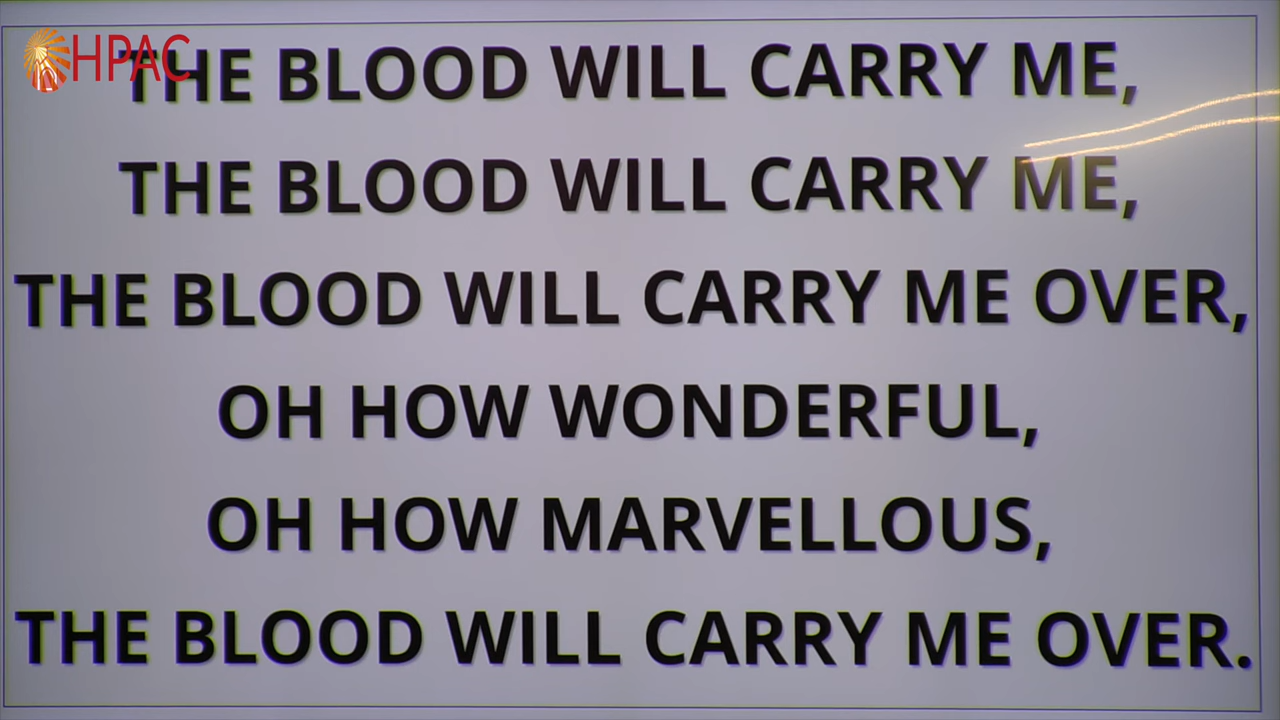 HPAC
THE BLOOD WILL CARRY ME,
THE BLOOD WILL CARRY ME,
THE BLOOD WILL CARRY ME OVER,
OH HOW WONDERFUL,
OH HOW MARVELLOUS,
THE BLOOD WILL CARRY ME OVER.